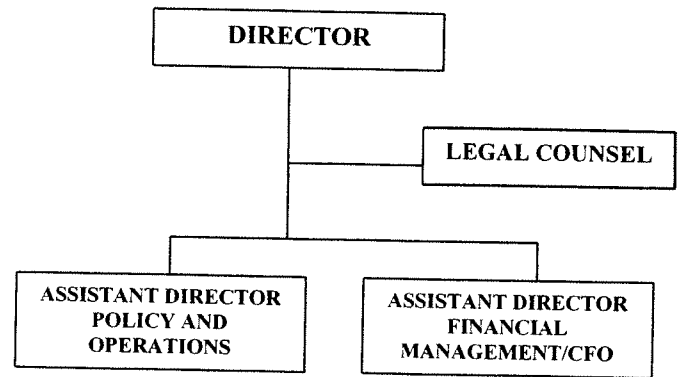 DIRECTOR
LEGAL COUNSEL
ASSISTANT DIRECTOR
POLICY AND
OPERATIONS
ASSISTANT DIRECTOR
FINANCIAL
MANAGEMENT/CFO